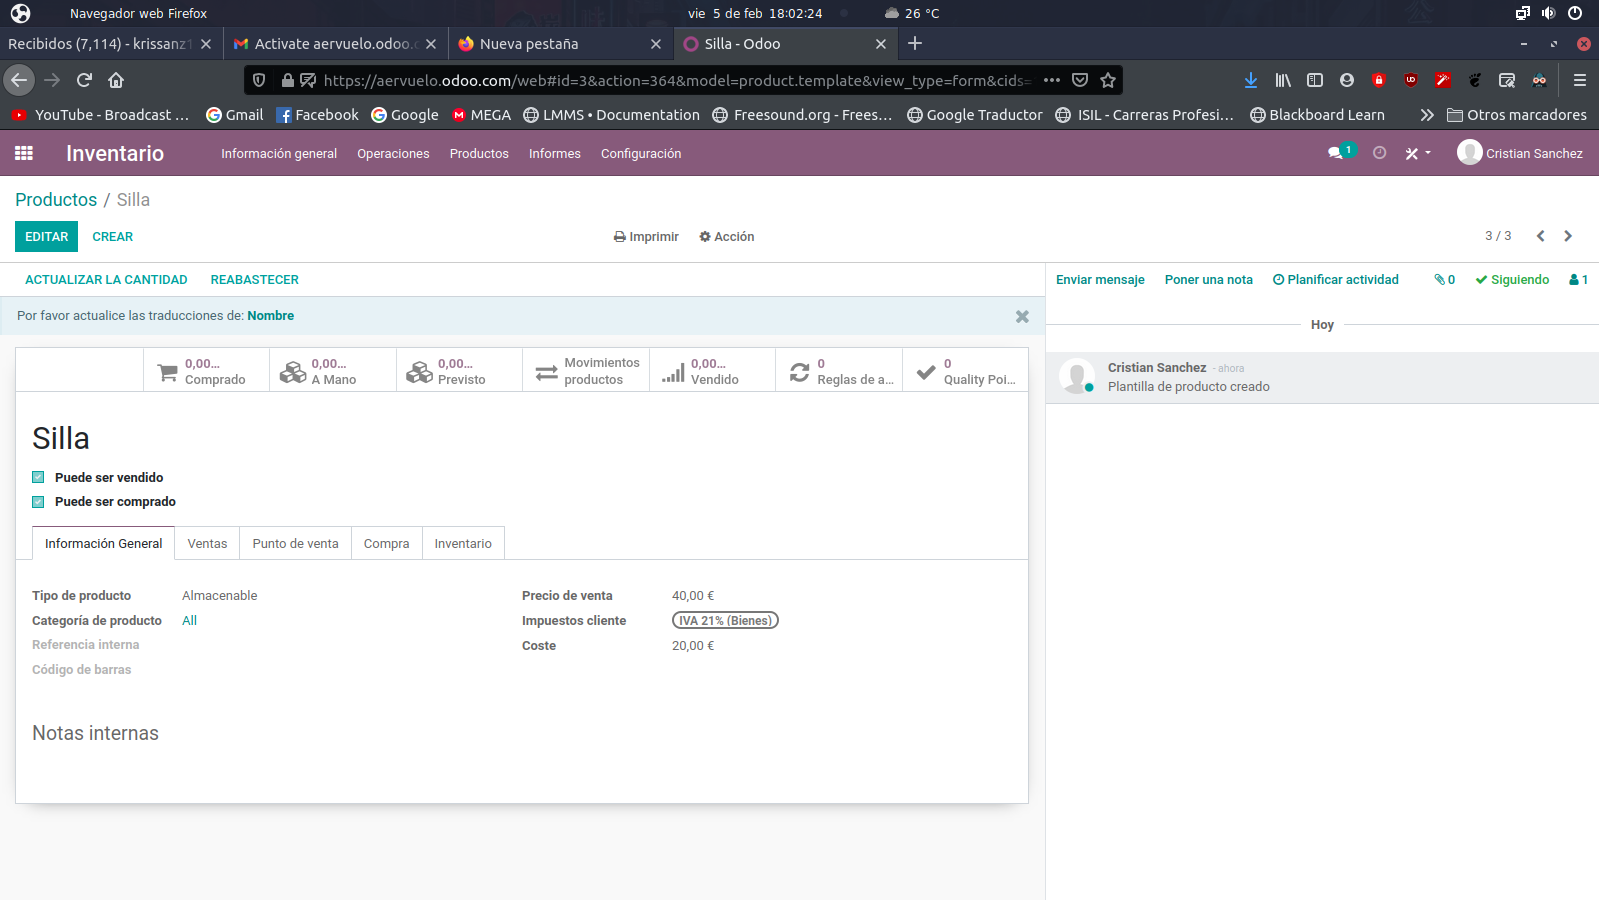 Navegador web Firefox
vie 5 de feb 18:02:24
26 °C
Recibidos (7,114) - krissanz1
Activate aervuelo.odoo.c
Nueva pestaña
Silla - Odoo
https://aervuelo.odoo.com/web#id=3&action=364&model=product.template&view_type=form&cids=
YouTube - Broadcast ...
Gmail
Facebook
Google
MEGA
LMMS • Documentation
Freesound.org - Frees...
Google Traductor
ISIL - Carreras Profesi...
Blackboard Learn
Otros marcadores
Inventario
Información general
Operaciones
Productos
Informes
Configuración
1
Cristian Sanchez
Productos / Silla
EDITAR
CREAR
Imprimir
Acción
3 / 3
ACTUALIZAR LA CANTIDAD
REABASTECER
Enviar mensaje
Poner una nota
Planificar actividad
0
Siguiendo
1
Por favor actualice las traducciones de: Nombre
Hoy
0,00...
Comprado
0,00...
A Mano
0,00...
Previsto
Movimientos
productos
0,00...
Vendido
0
Reglas de a...
0
Quality Poi...
Cristian Sanchez - ahora
Plantilla de producto creado
Silla
Puede ser vendido
Puede ser comprado
Información General
Ventas
Punto de venta
Compra
Inventario
Tipo de producto
Almacenable
Categoría de producto
All
Referencia interna
Código de barras
Precio de venta
40,00 €
Impuestos cliente
IVA 21% (Bienes)
Coste
20,00 €
Notas internas